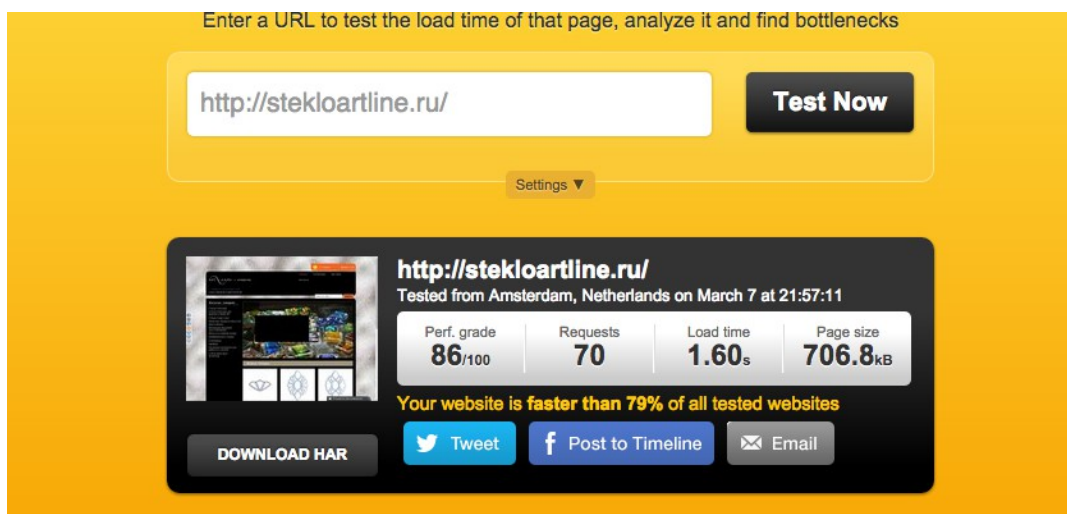 Enter a URL to test the load time of that page, analyze it and find bottlenecks
http://stekloartline.ru/
Test Now
Settings ▼
http://stekloartline.ru/
Tested from Amsterdam, Netherlands on March 7 at 21:57:11
Perf. grade Requests Load time Page size
86/100 70 1.60s 706.8kB
Your website is faster than 79% of all tested websites
DOWNLOAD HAR
Tweet
f Post to Timeline
Email